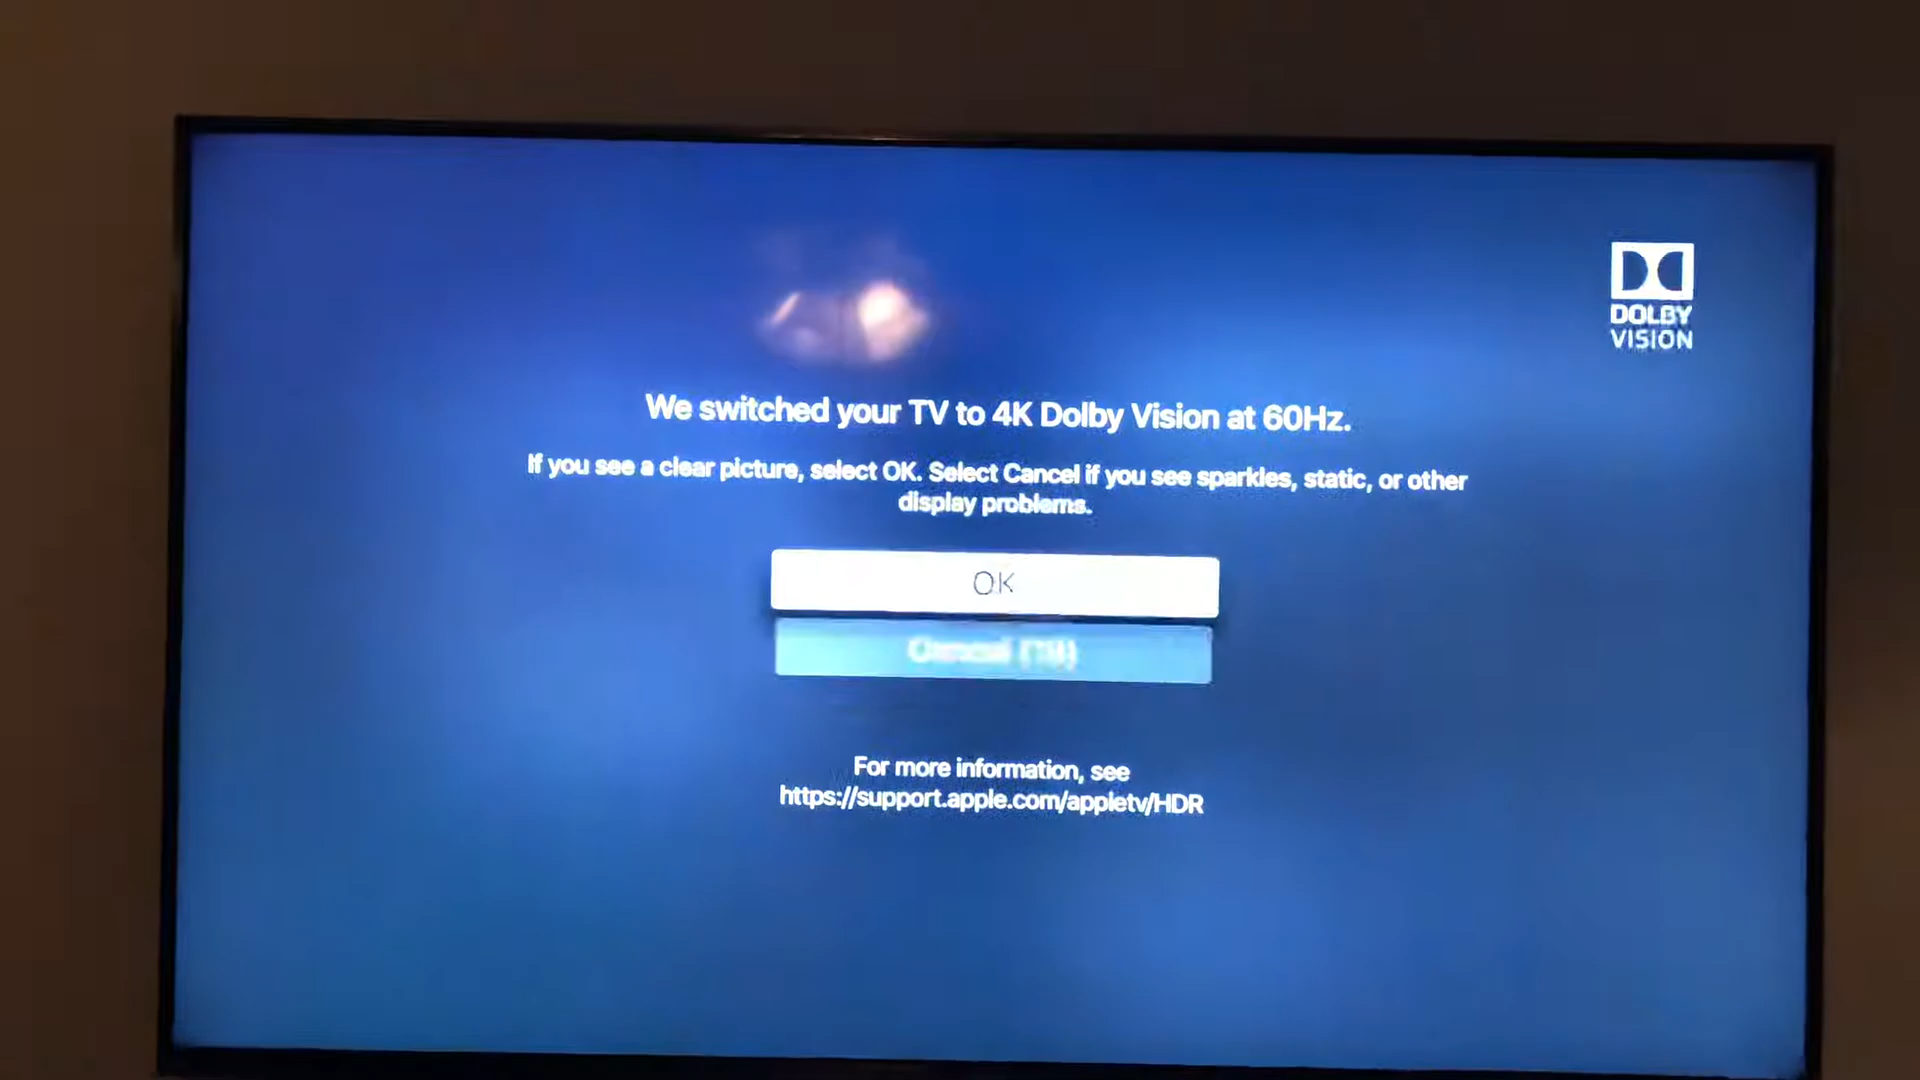 DOLBY
VISION
We switched your TV to 4K Dolby Vision at 60Hz.
If you see a clear picture, select OK. Select Cancel if you see sparkles, static, or other
display problems.
OK
Cancel
For more information, see
https://support.apple.com/appletv/HDR